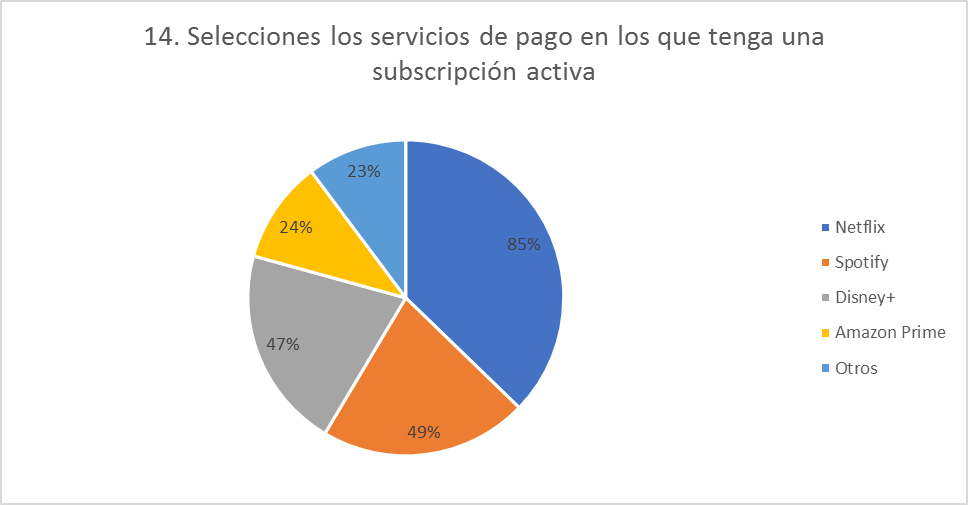 14. Selecciones los servicios de pago en los que tenga una
subscripción activa
23%
85%
24%
47%
49%
Netflix
Spotify
Disney+
Amazon Prime
Otros